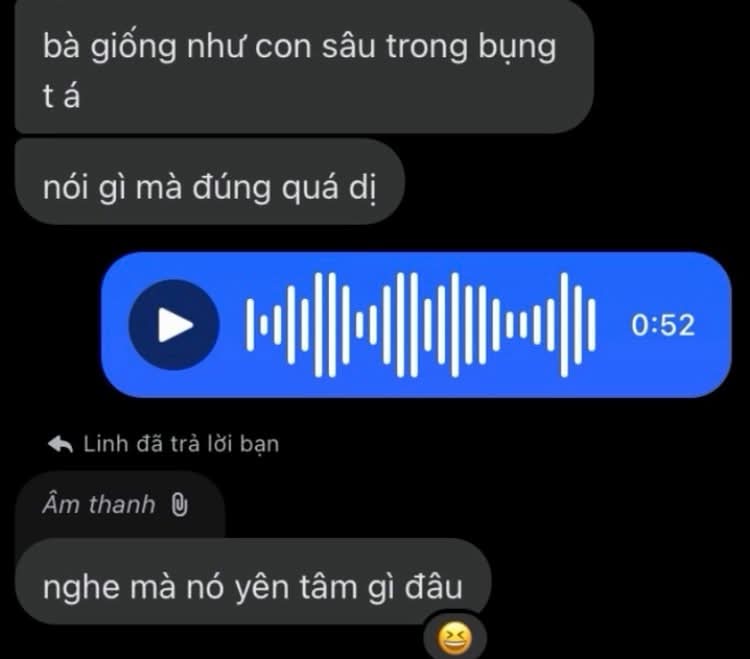 bà giống như con sâu trong bụng
t á
nói gì mà đúng quá dị
0:52
Linh đã trả lời bạn
Âm thanh
nghe mà nó yên tâm gì đâu